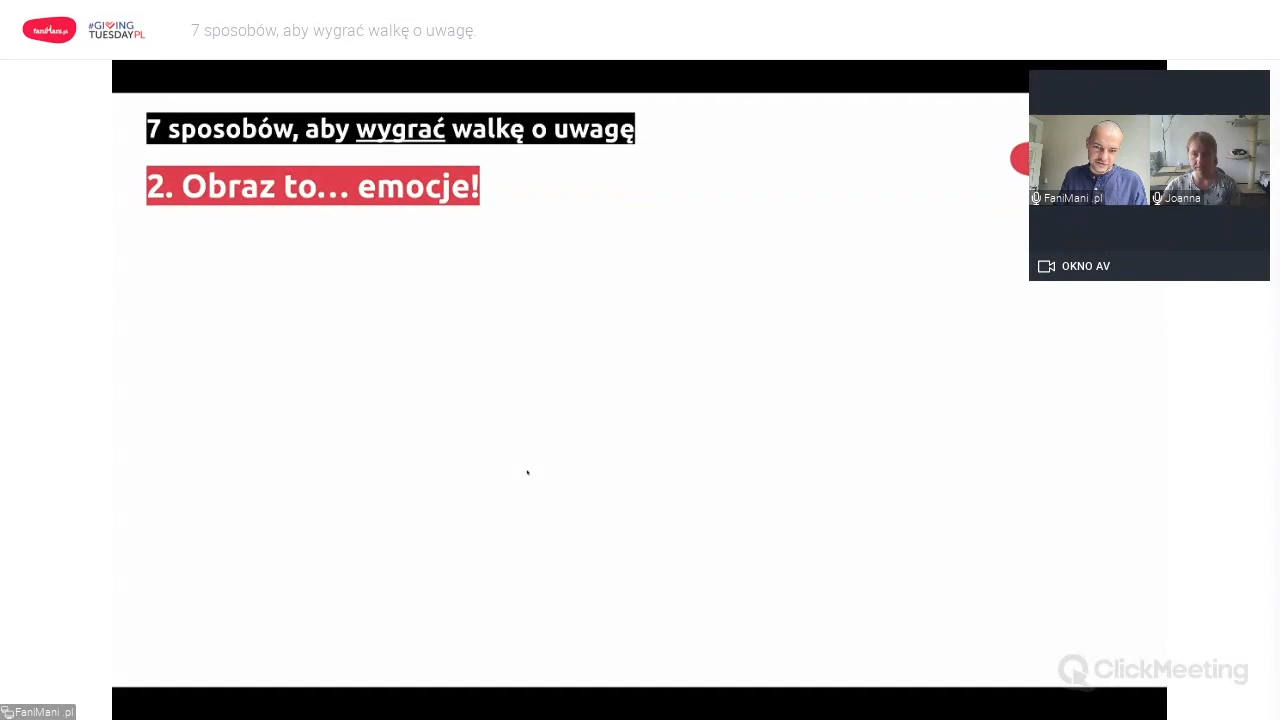 faniMani.pl
#GIVING
TUESDAYPL
7 sposobów, aby wygrać walkę o uwagę.
7 sposobów, aby wygrać walkę o uwagę
2. Obraz to... emocje!
FaniMani .pl
Joanna
OKNO AV
ClickMeeting
FaniMani .pl